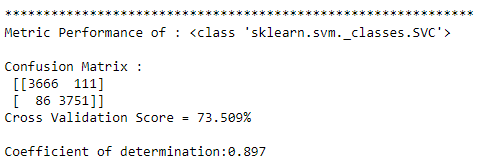 ************************************************************
Metric Performance of : <class 'sklearn.svm._classes.SVC'>
Confusion Matrix :
[[3666 111]
[ 86 3751]]
Cross Validation Score = 73.509%
Coefficient of determination:0.897